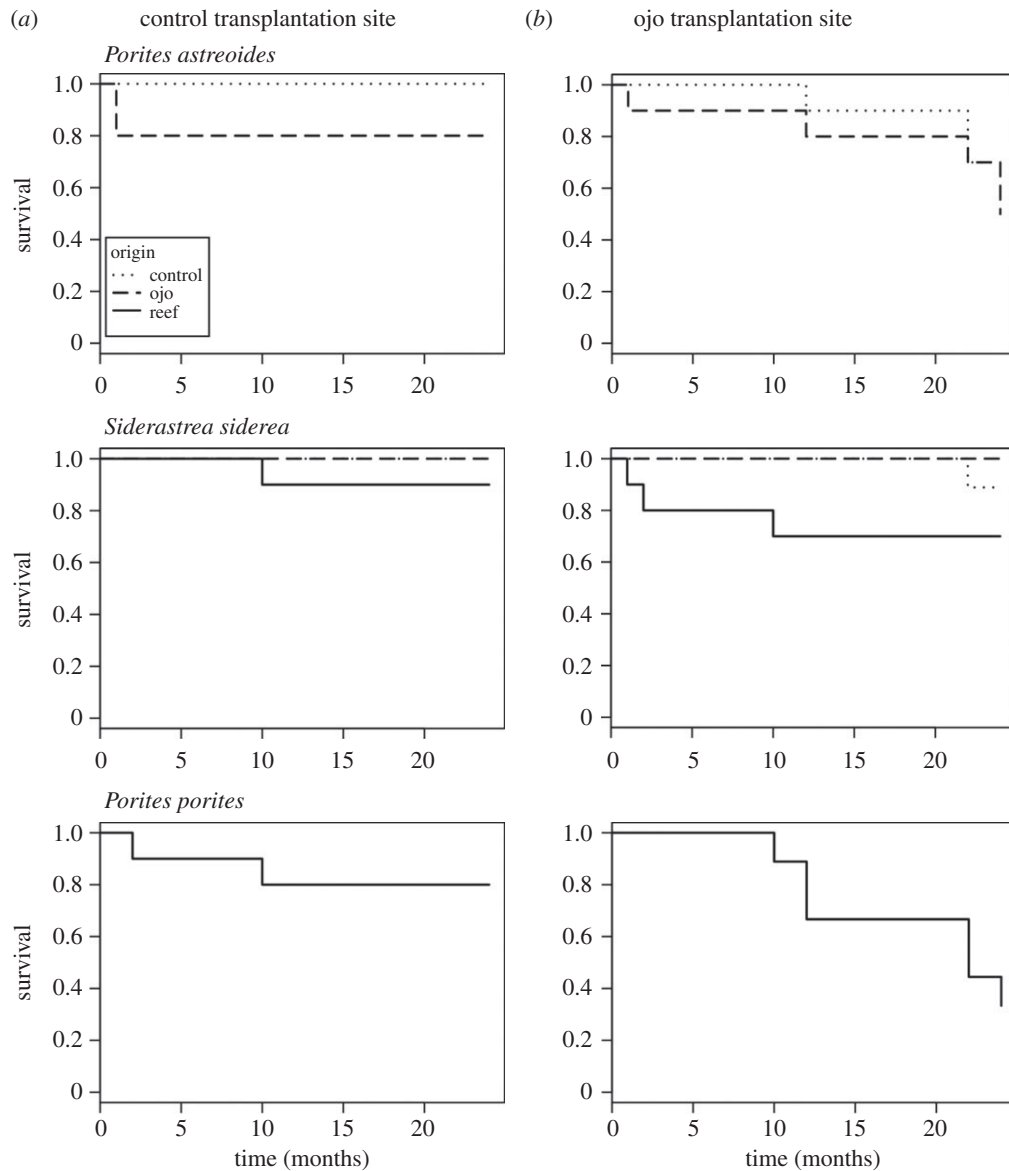 (a) control transplantation site (b) ojo transplantation site
Porites astreoides
1.0 1.0
0.8 0.8
0.6 0.6
survival
0.4 0.4
origin
control
0.2 ojo 0.2
reef
0 0
0 5 10 15 20 0 5 10 15 20
Siderastrea siderea
1.0 1.0
0.8 0.8
0.6 0.6
survival
0.4 0.4
0.2 0.2
0 0
0 5 10 15 20 0 5 10 15 20
Porites porites
1.0 1.0
0.8 0.8
0.6 0.6
survival
0.4 0.4
0.2 0.2
0 0
0 5 10 15 20 0 5 10 15 20
time (months) time (months)